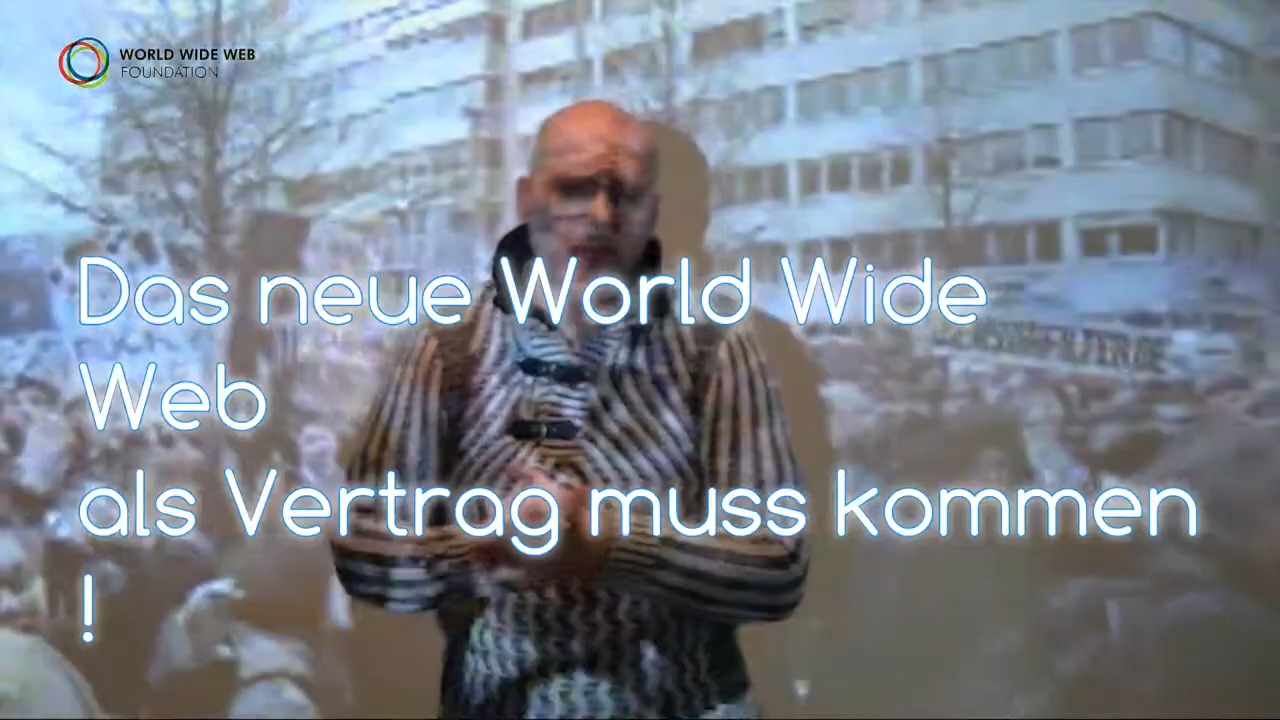 WORLD WIDE WEB
FOUNDATION
Das neue World Wide
Web
als Vertrag muss kommen
!